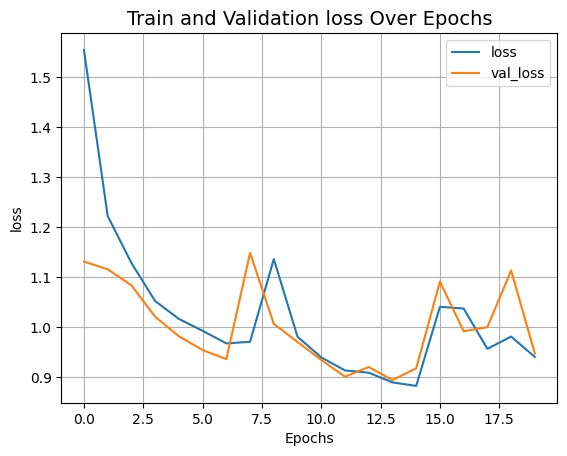 Train and Validation loss Over Epochs
loss
val_loss
1.5
1.4
1.3
1.2
1.1
1.0
0.9
loss
0.0 2.5 5.0 7.5 10.0 12.5 15.0 17.5
Epochs